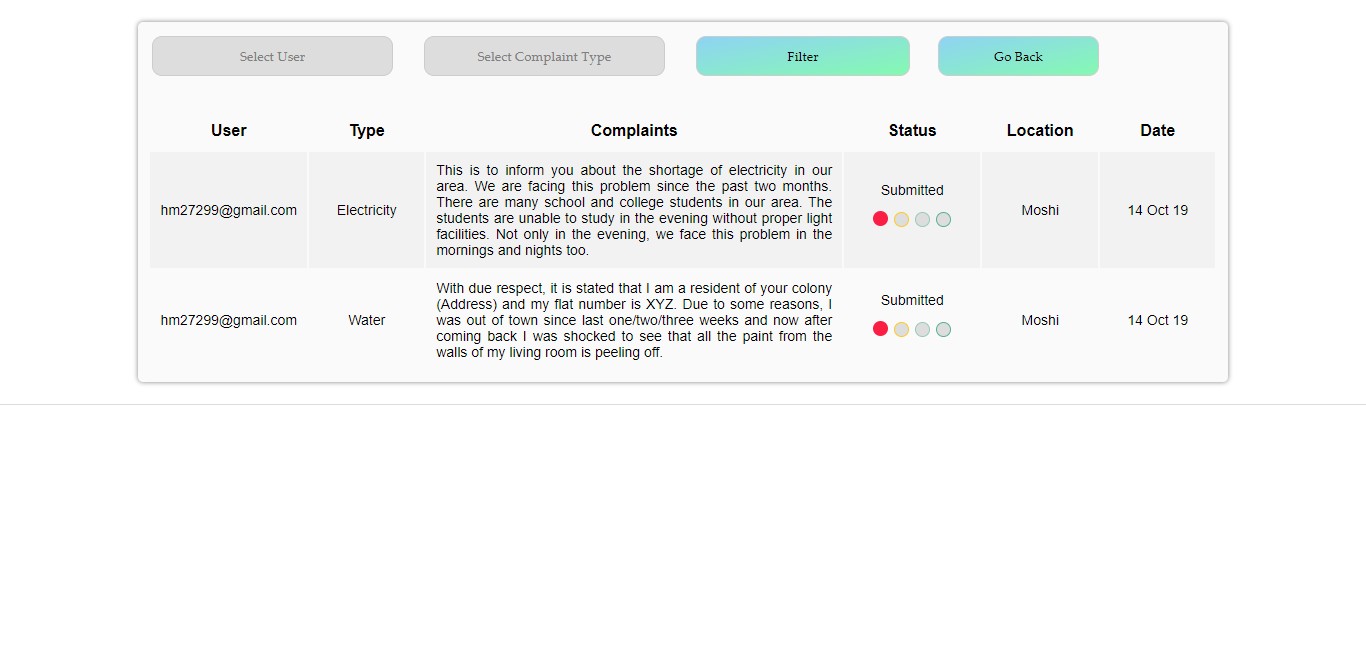 Select User Select Complaint Type Filter Go Back
User Type Complaints Status Location Date
This is to inform you about the shortage of electricity in our
area. We are facing this problem since the past two months.
There are many school and college students in our area. The
students are unable to study in the evening without proper light
facilities. Not only in the evening, we face this problem in the
mornings and nights too.
hm27299@gmail.com Electricity Submitted Moshi 14 Oct 19
With due respect, it is stated that I am a resident of your colony
(Address) and my flat number is XYZ. Due to some reasons, I
was out of town since last one/two/three weeks and now after
coming back I was shocked to see that all the paint from the
walls of my living room is peeling off.
hm27299@gmail.com Water Submitted Moshi 14 Oct 19